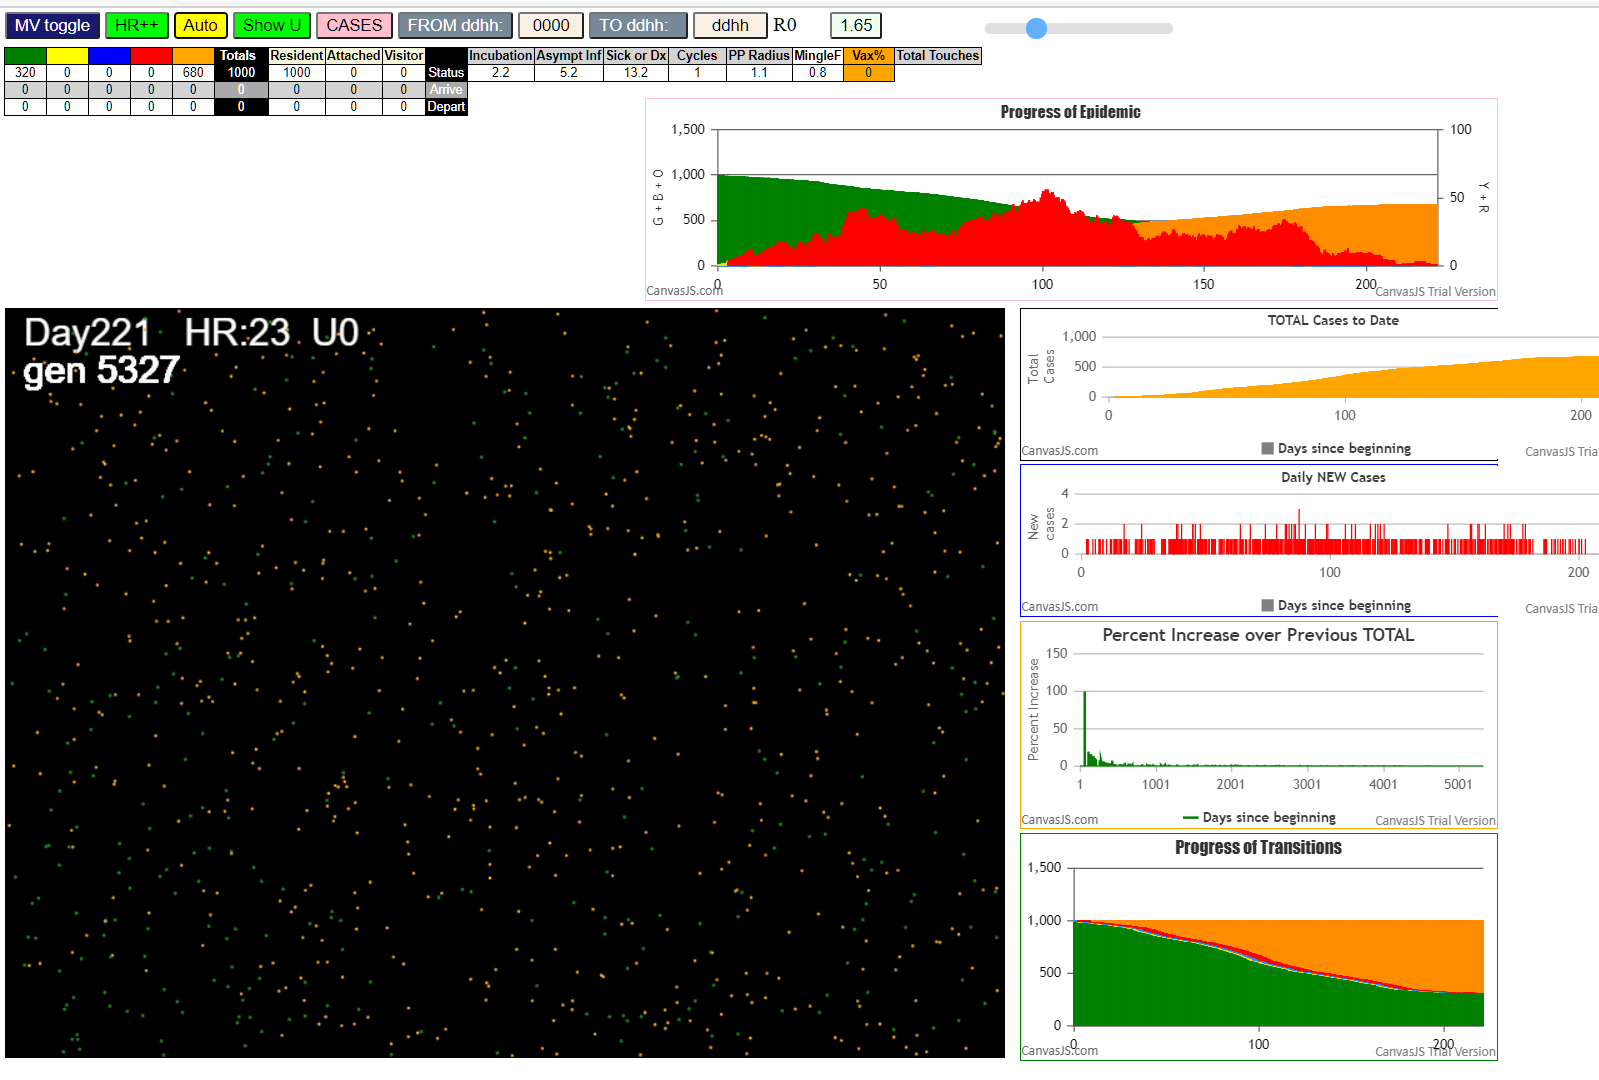 MV toggle HR++ Auto Show U CASES FROM ddhh: 0000 TO ddhh: ddhh R0 1.65
Totals Resident Attached Visitor Incubation Asympt Inf Sick or Dx Cycles PP Radius MingleF Vax% Total Touches
320 0 0 0 680 1000 1000 0 0 Status 2.2 5.2 13.2 1 1.1 0.8 0
0 0 0 0 0 0 0 0 0 Arrive
0 0 0 0 0 0 0 0 0 Depart
Progress of Epidemic
1,500 100
1,000
500 50
0 0
G + B + O
Y + R
0 50 100 150 200
CanvasJS.com CanvasJS Trial Version
Day221 HR:23 U0
gen 5327
TOTAL Cases to Date
Total
Cases
1,000
500
0
0 100 200
Days since beginning
CanvasJS.com CanvasJS Tria
Daily NEW Cases
New
cases
4
2
0
0 100 200
Days since beginning
CanvasJS.com CanvasJS Tria
Percent Increase over Previous TOTAL
Percent Increase
150
100
50
0
1 1001 2001 3001 4001 5001
Days since beginning
CanvasJS.com CanvasJS Trial Version
Progress of Transitions
1,500
1,000
500
0
0 100 200
CanvasJS.com CanvasJS Trial Version